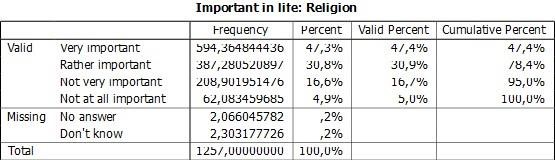 Important in life: Religion
Frequency Percent Valid Percent Cumulative Percent
Valid Very important 594,364844436 47,3% 47,4% 47,4%
Rather important 387,280520897 30,8% 30,9% 78,4%
Not very important 208,901951476 16,6% 16,7% 95,0%
Not at all important 62,083459685 4,9% 5,0% 100,0%
Missing No answer 2,066045782 ,2%
Don't know 2,303177726 ,2%
Total 1257,00000000 100,0%